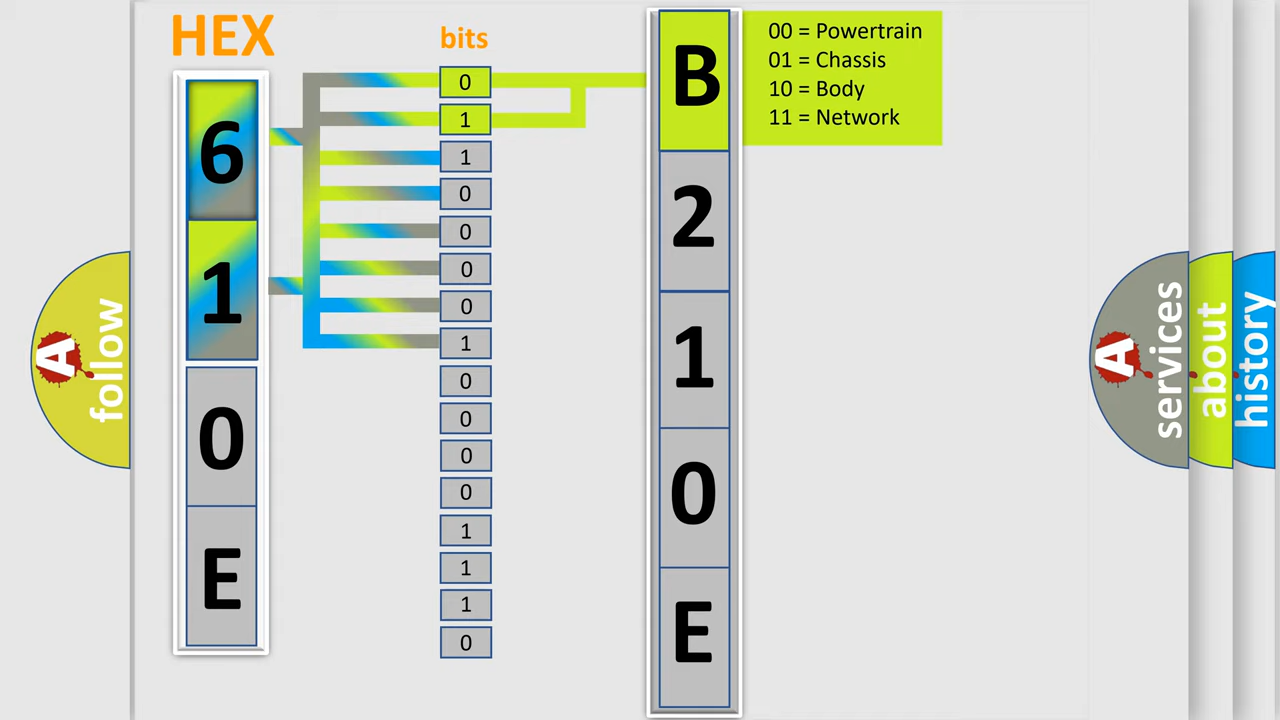 HEX
6
1
0
E
bits
0
1
1
0
0
0
0
1
0
0
0
0
1
1
1
0
B
2
1
0
E
00 = Powertrain
01 = Chassis
10 = Body
11 = Network
A
follow
A
services
about
history